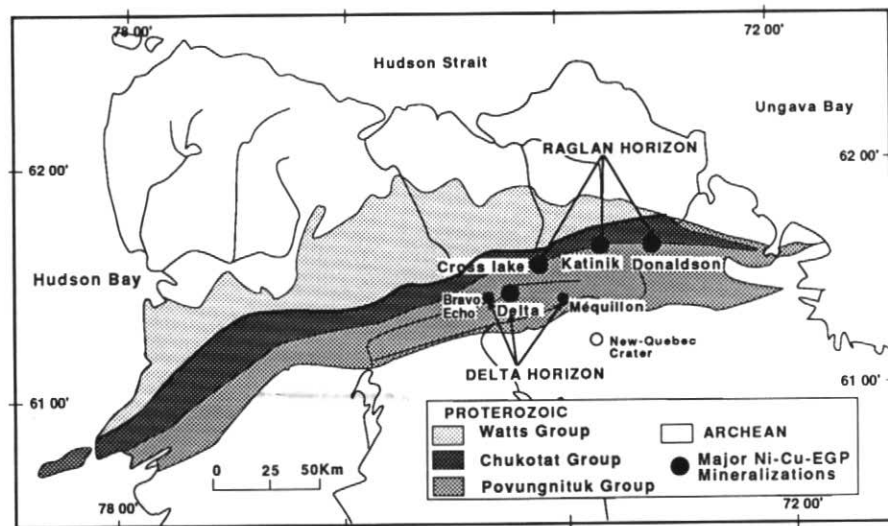 78 00'
72 00'
Hudson Strait
Ungava Bay
RAGLAN HORIZON
62 00'
62 00'
Hudson Bay
Cross lake
Katinik
Donaldson
Bravo
Echo
Delta
Méquillon
New-Quebec
Crater
DELTA HORIZON
61 00'
61 00'
PROTEROZOIC
Watts Group
Chukotat Group
Povungnituk Group
ARCHEAN
Major Ni-Cu-EGP
Mineralizations
0 25 50Km
78 00'
72 00'